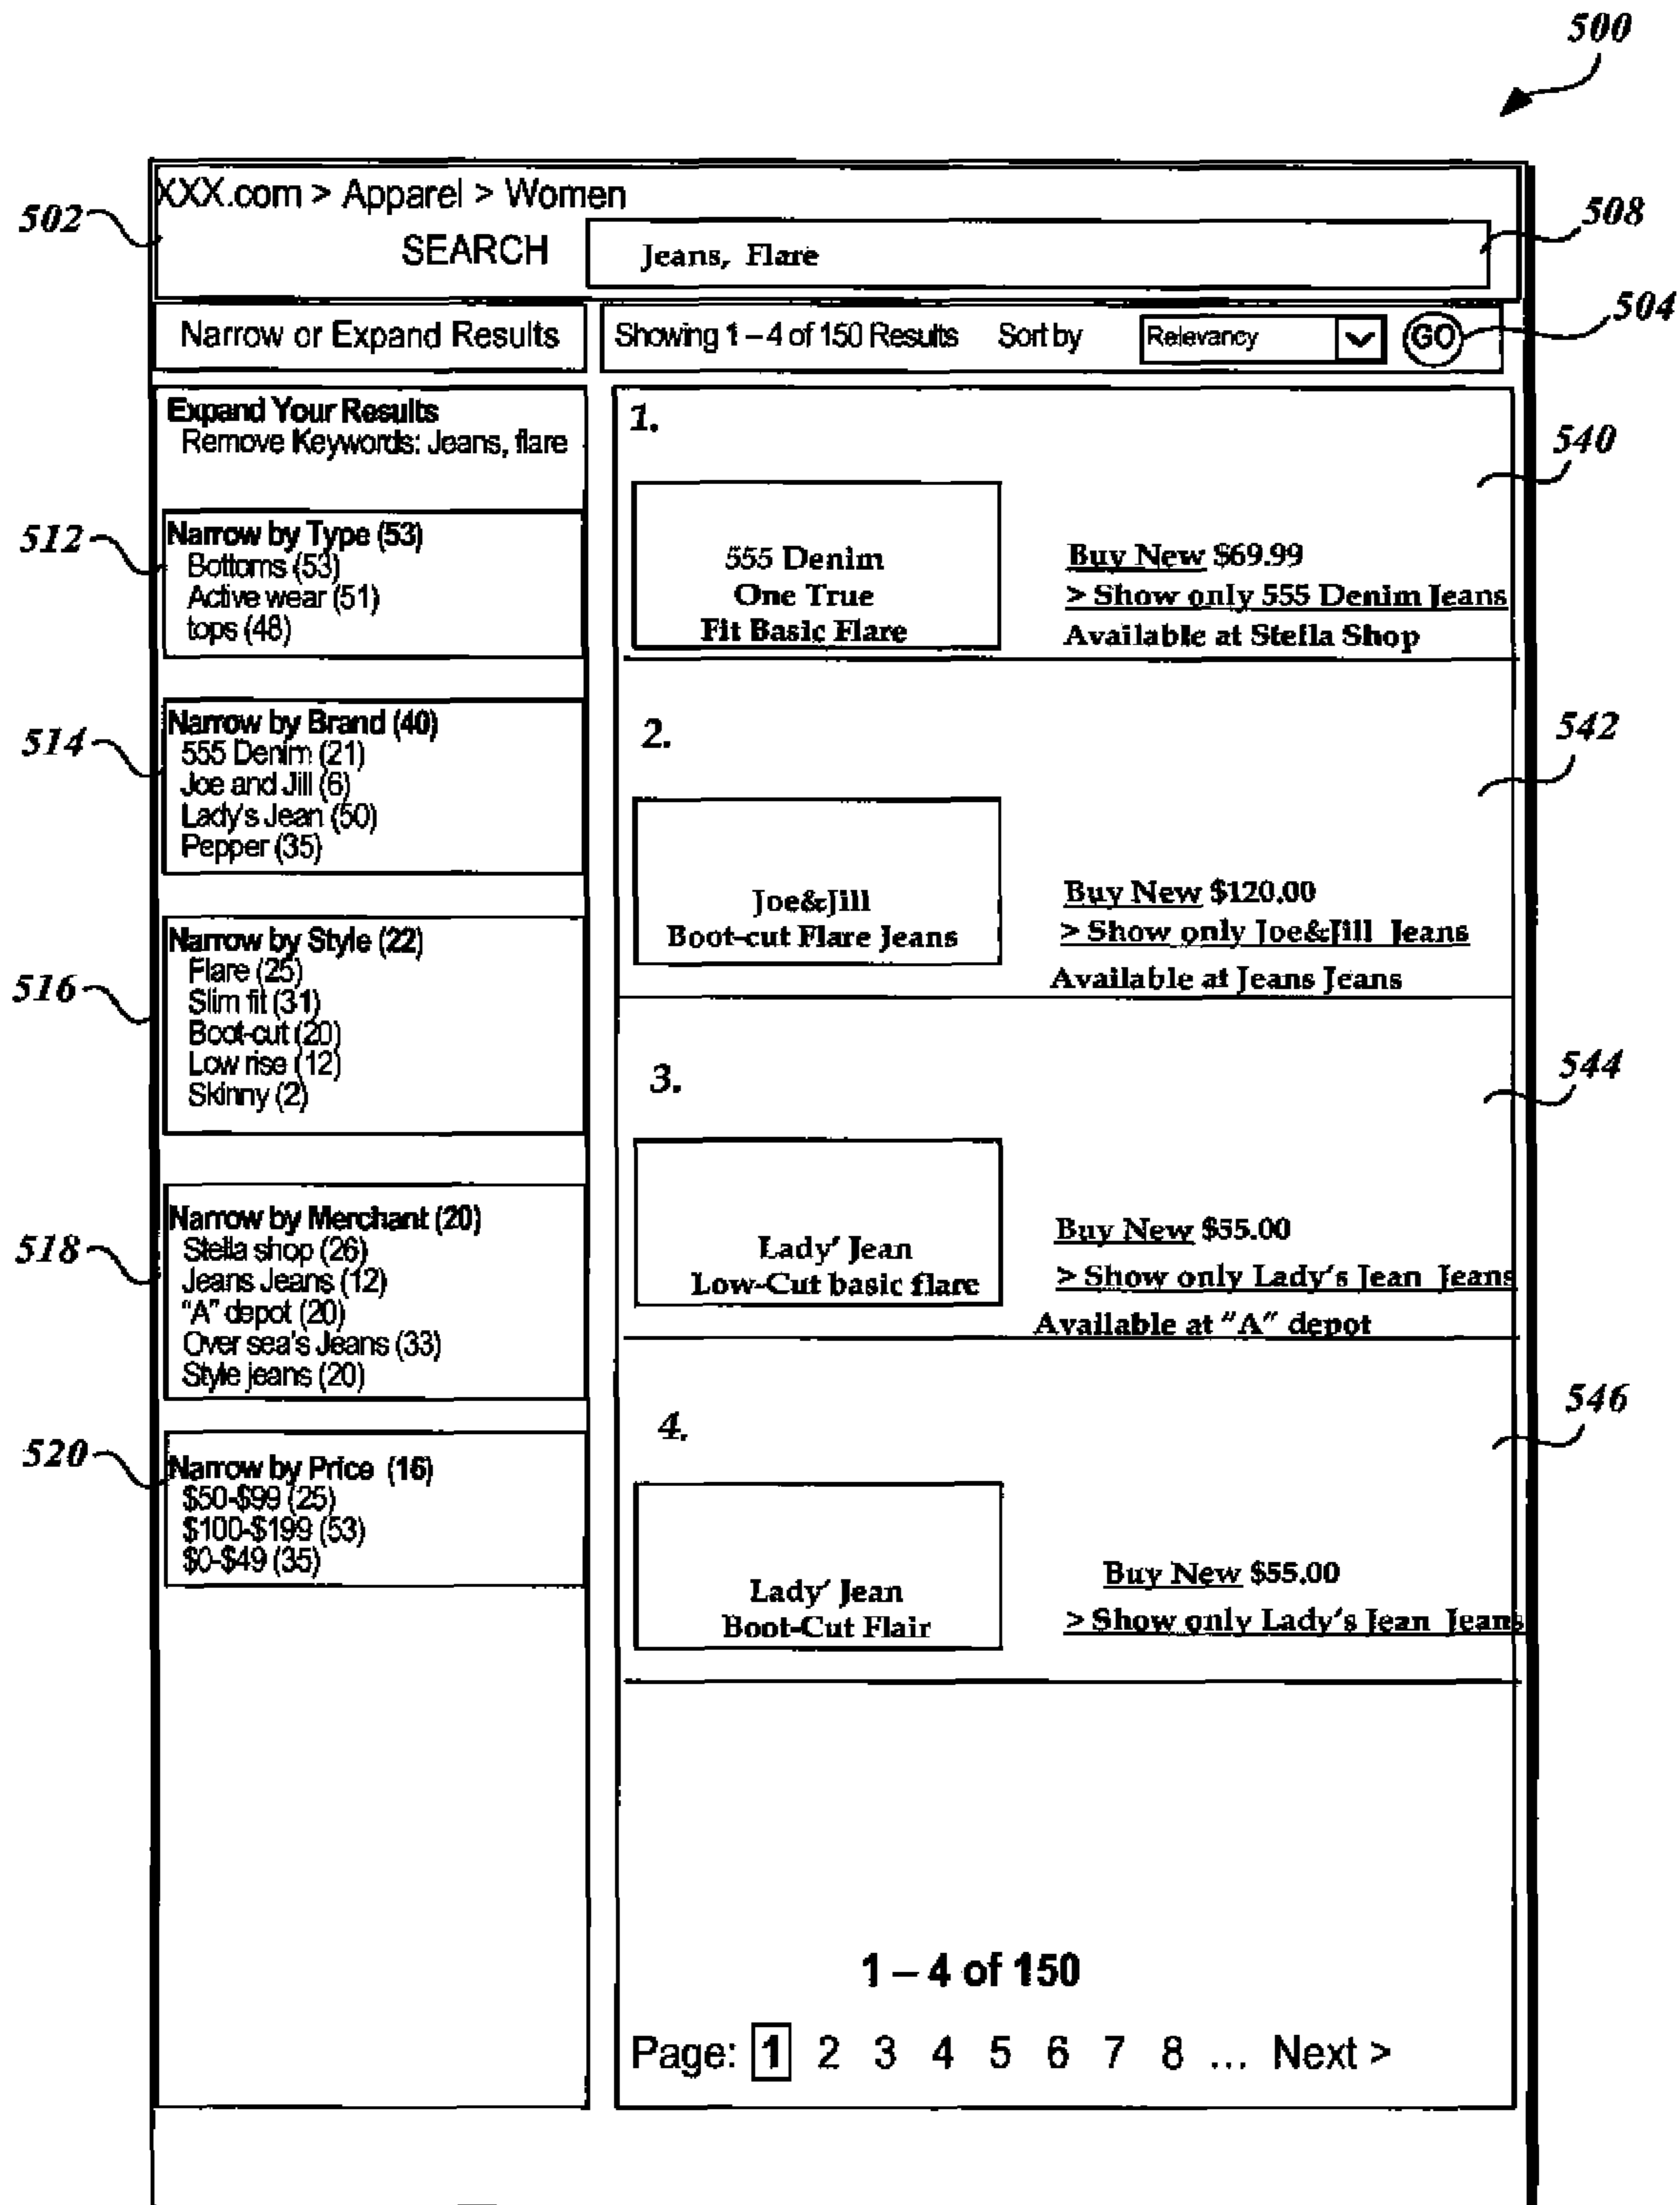 500
XXX.com > Apparel > Women
502
SEARCH
Jeans, Flare
508
Narrow or Expand Results
Showing 1 – 4 of 150 Results Sort by Relevancy GO
504
Expand Your Results
Remove Keywords: Jeans, flare
512
Narrow by Type (53)
Bottoms (53)
Active wear (51)
tops (48)
514
Narrow by Brand (40)
555 Denim (21)
Joe and Jill (6)
Lady's Jean (50)
Pepper (35)
516
Narrow by Style (22)
Flare (25)
Slim fit (31)
Boot-cut (20)
Low rise (12)
Skinny (2)
518
Narrow by Merchant (20)
Stella shop (26)
Jeans Jeans (12)
“A” depot (20)
Over sea's Jeans (33)
Style jeans (20)
520
Narrow by Price (16)
$50-$99 (25)
$100-$199 (53)
$0-$49 (35)
1.
540
555 Denim
One True
Fit Basic Flare
Buy New $69.99
> Show only 555 Denim Jeans
Available at Stella Shop
2.
542
Joe&Jill
Boot-cut Flare Jeans
Buy New $120.00
> Show only Joe&Jill Jeans
Available at Jeans Jeans
3.
544
Lady' Jean
Low-Cut basic flare
Buy New $55.00
> Show only Lady's Jean Jeans
Available at "A" depot
4.
546
Lady' Jean
Boot-Cut Flair
Buy New $55.00
> Show only Lady's Jean Jeans
1 – 4 of 150
Page: 1 2 3 4 5 6 7 8 ... Next >